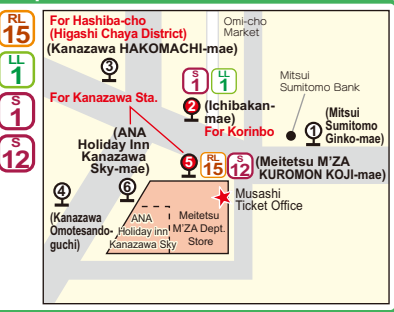 RL
15
LL
1
S
1
S
12
For Hashiba-cho
(Higashi Chaya District)
(Kanazawa HAKOMACHI-mae)
3
Omi-cho
Market
S
1
LL
1
Mitsui
Sumitomo Bank
For Kanazawa Sta.
2
(Ichibakan-
mae)
For Korinbo
1
(Mitsui
Sumitomo
Ginko-mae)
(ANA
Holiday Inn
Kanazawa
Sky-mae)
5
RL
15
S
12
(Meitetsu M'ZA
KUROMON KOJI-mae)
4
6
Musashi
Ticket Office
(Kanazawa
Omotesando-
guchi)
ANA
Holiday inn
Kanazawa Sky
Meitetsu
M'ZA Dept.
Store